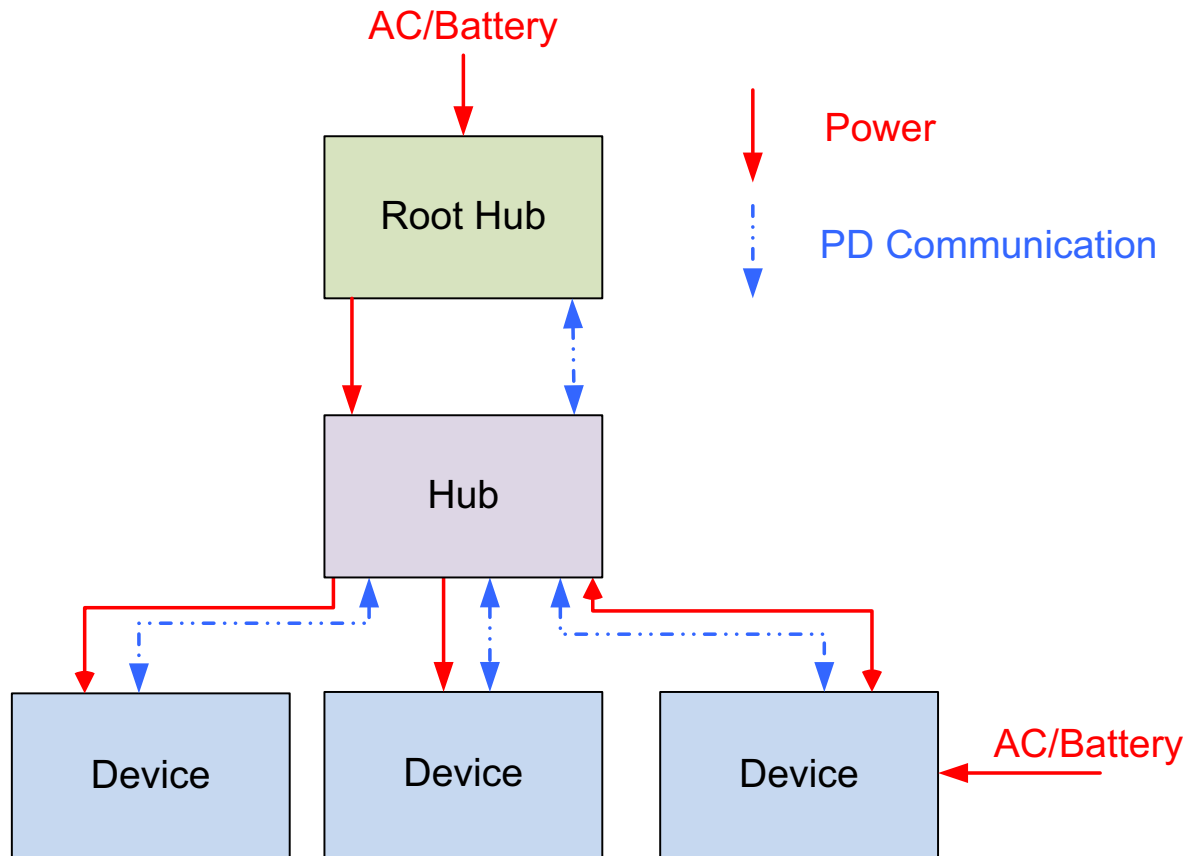 AC/Battery
Power
Root Hub
PD Communication
Hub
Device
Device
Device
AC/Battery